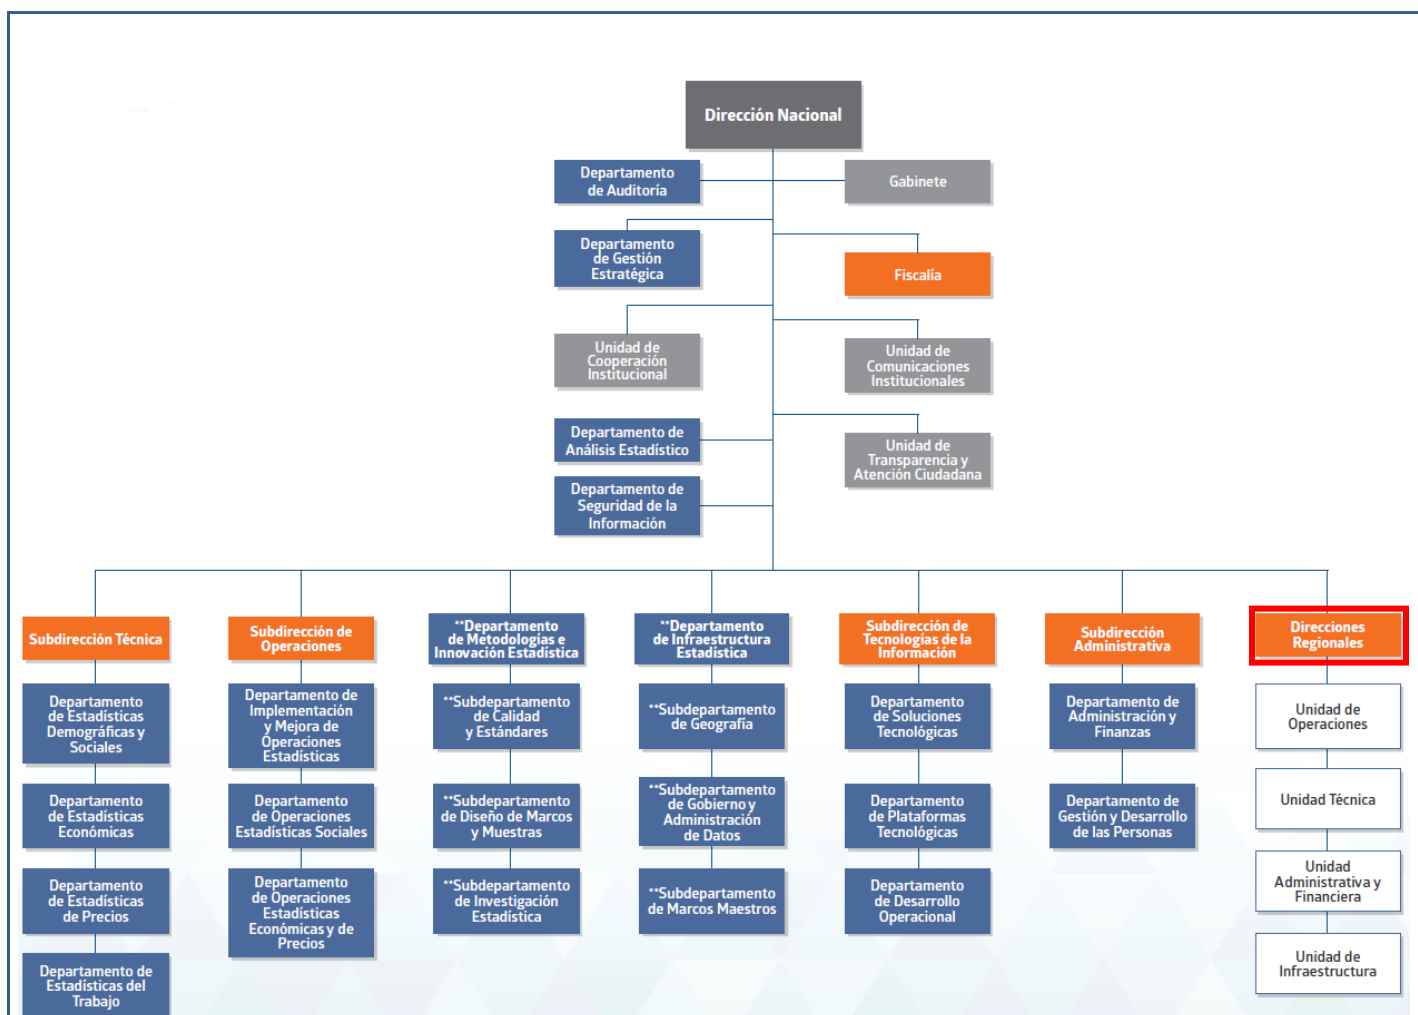 Dirección Nacional
Departamento
de Auditoría
Gabinete
Departamento
de Gestión
Estratégica
Fiscalía
Unidad de
Cooperación
Institucional
Unidad de
Comunicaciones
Institucionales
Departamento de
Análisis Estadístico
Unidad de
Transparencia y
Atención Ciudadana
Departamento de
Seguridad de la
Información
Subdirección Técnica
Departamento
de Estadísticas
Demográficas y
Sociales
Departamento
de Estadísticas
Económicas
Departamento
de Estadísticas
de Precios
Departamento de
Estadísticas del
Trabajo
Subdirección de
Operaciones
Departamento de
Implementación
y Mejora de
Operaciones
Estadísticas
Departamento
de Operaciones
Estadísticas Sociales
Departamento
de Operaciones
Estadísticas
Económicas y de
Precios
**Departamento
de Metodologías e
Innovación Estadística
**Subdepartamento
de Calidad
y Estándares
**Subdepartamento
de Diseño de Marcos
y Muestras
**Subdepartamento
de Investigación
Estadística
**Departamento
de Infraestructura
Estadística
**Subdepartamento
de Geografía
**Subdepartamento
de Gobierno y
Administración
de Datos
**Subdepartamento
de Marcos Maestros
Subdirección de
Tecnologías de la
Información
Departamento
de Soluciones
Tecnológicas
Departamento
de Plataformas
Tecnológicas
Departamento
de Desarrollo
Operacional
Subdirección
Administrativa
Departamento de
Administración y
Finanzas
Departamento de
Gestión y Desarrollo
de las Personas
Direcciones
Regionales
Unidad de
Operaciones
Unidad Técnica
Unidad
Administrativa y
Financiera
Unidad de
Infraestructura